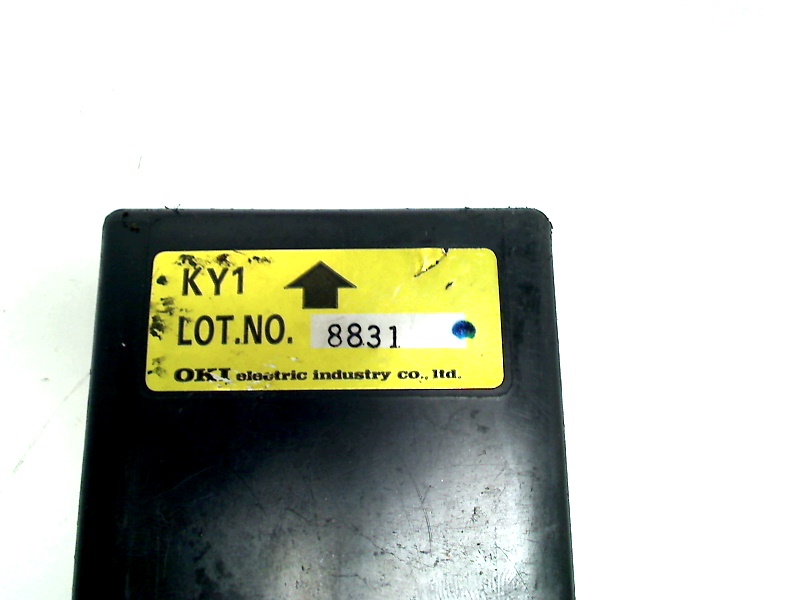 KY1
LOT.NO. 8831
OKI electric industry co., ltd.